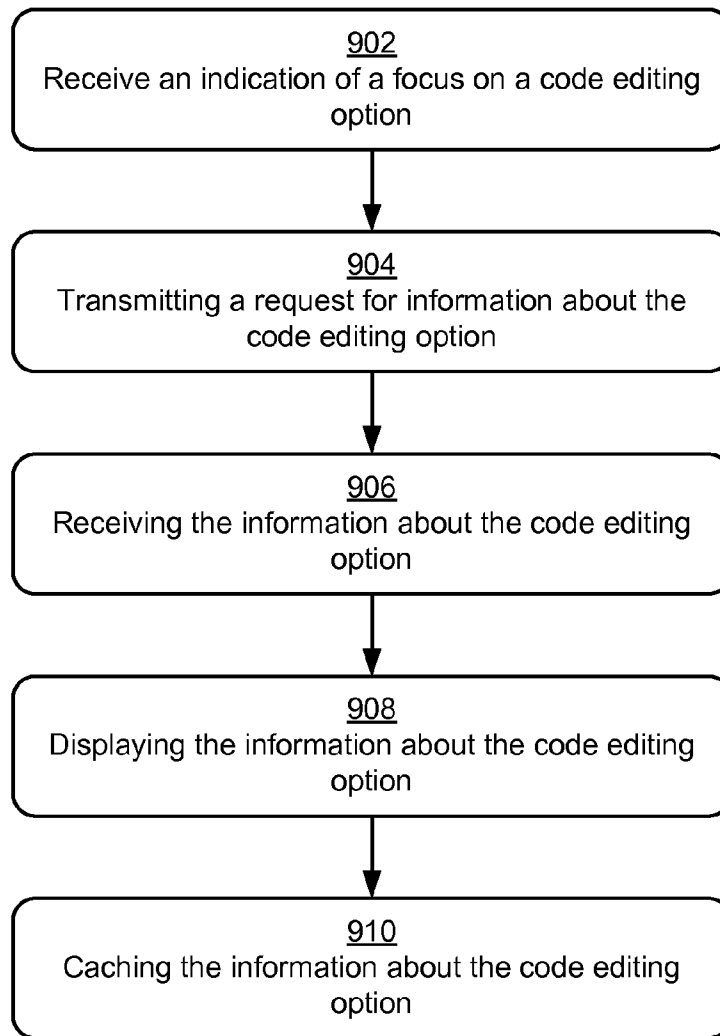 902
Receive an indication of a focus on a code editing
option
904
Transmitting a request for information about the
code editing option
906
Receiving the information about the code editing
option
908
Displaying the information about the code editing
option
910
Caching the information about the code editing
option